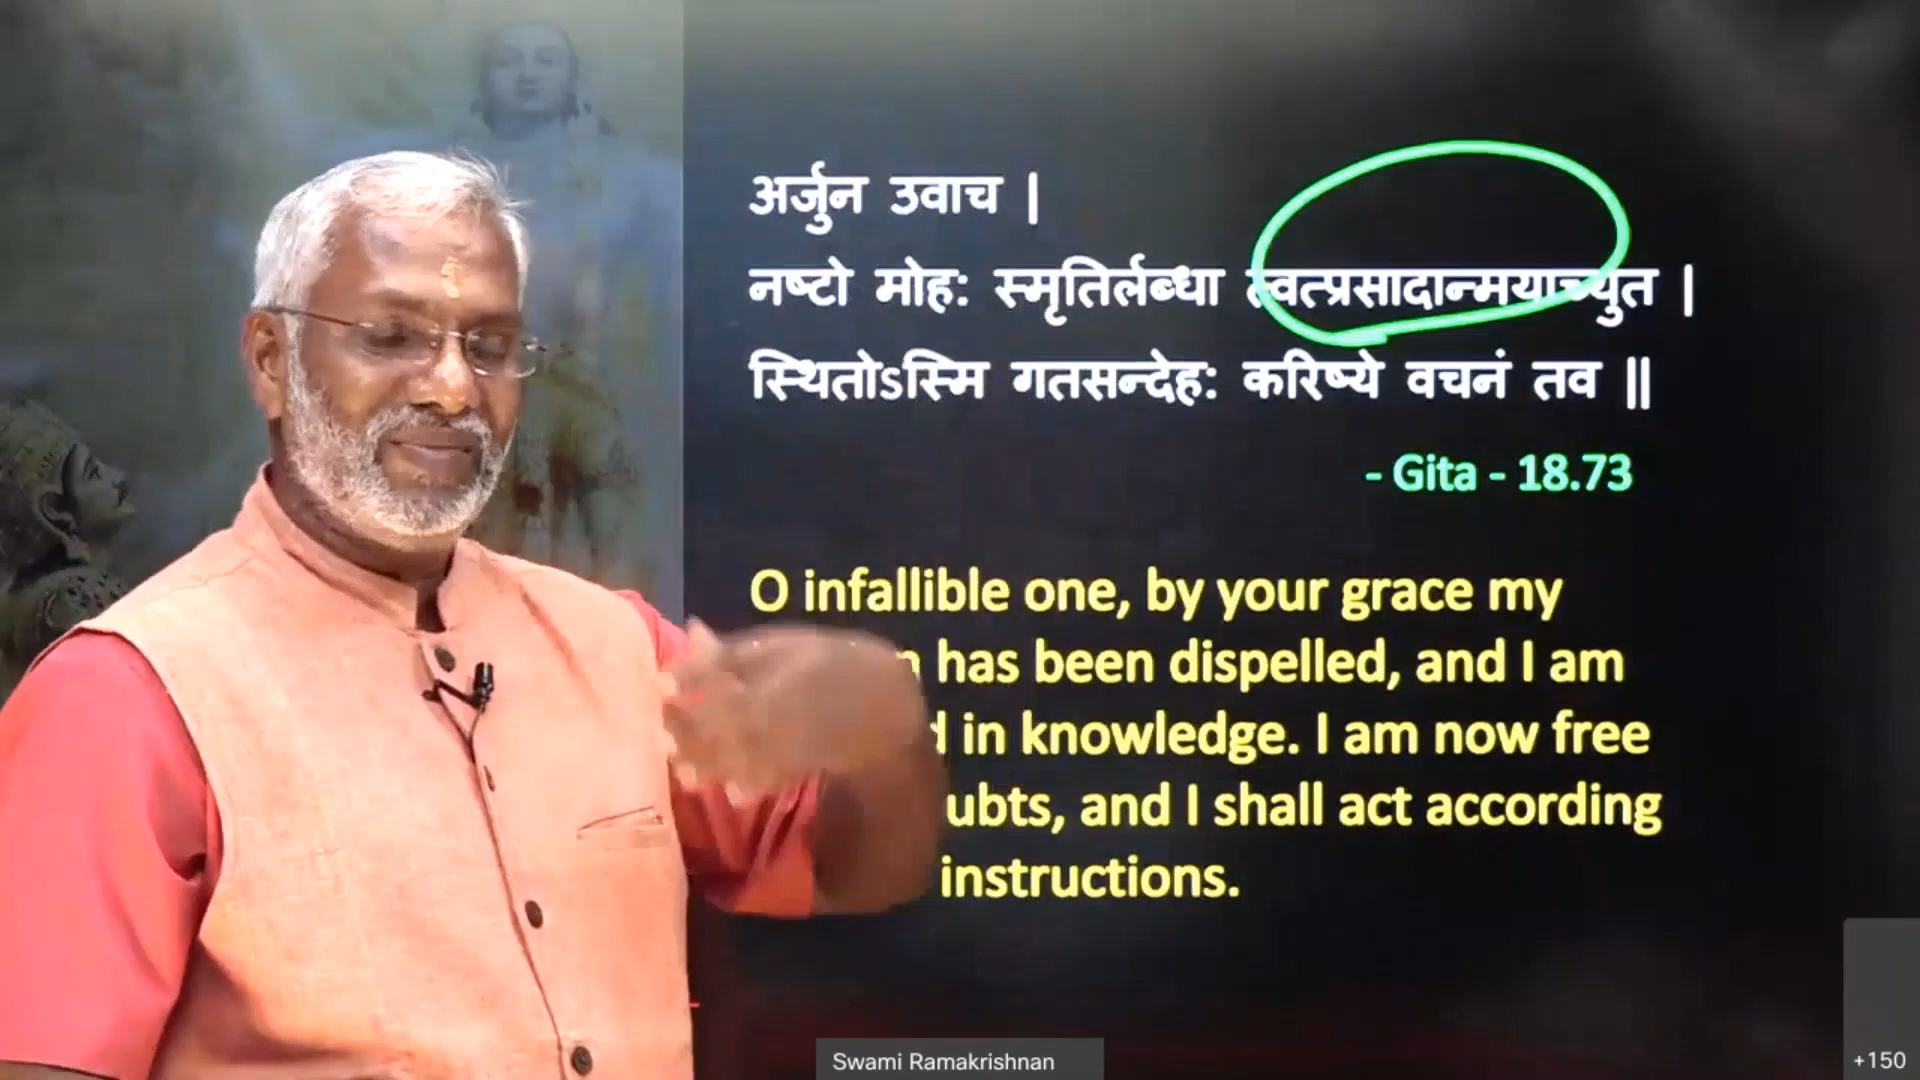 अर्जुन उवाच |
नष्टो मोहः स्मृतिर्लब्धा त्वत्प्रसादान्मयाच्युत |
स्थितोऽस्मि गतसन्देहः करिष्ये वचनं तव ||
- Gita - 18.73
O infallible one, by your grace my
has been dispelled, and I am
in knowledge. I am now free
and I shall act according
instructions.
Swami Ramakrishnan
+150